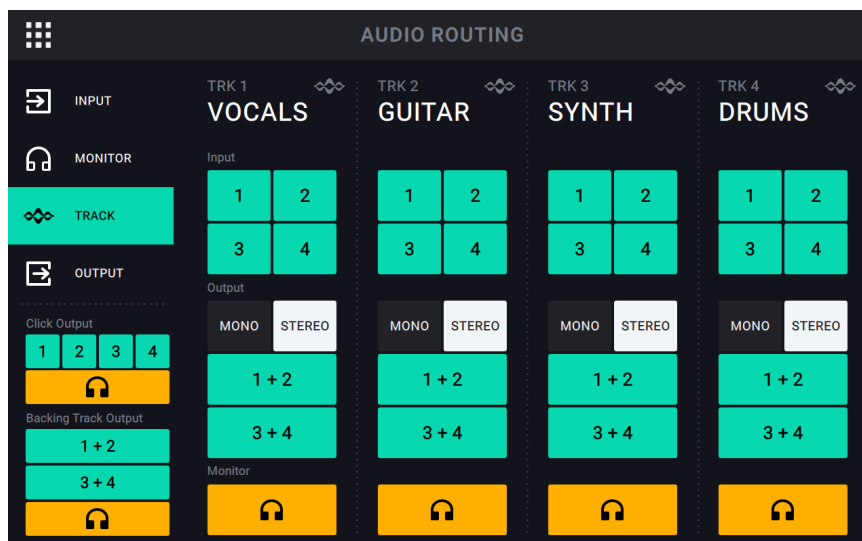 AUDIO ROUTING
INPUT
MONITOR
TRACK
OUTPUT
Click Output
1 2 3 4
Backing Track Output
1 + 2
3 + 4
TRK 1
VOCALS
Input
1 2
3 4
Output
MONO STEREO
1 + 2
3 + 4
Monitor
TRK 2
GUITAR
1 2
3 4
MONO STEREO
1 + 2
3 + 4
TRK 3
SYNTH
1 2
3 4
MONO STEREO
1 + 2
3 + 4
TRK 4
DRUMS
1 2
3 4
MONO STEREO
1 + 2
3 + 4